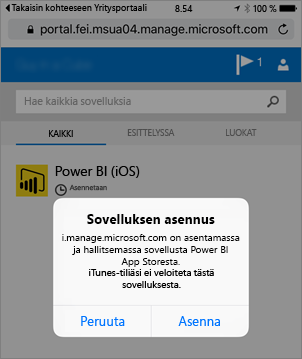 Takaisin kohteeseen Yritysportaali 8.54 100 %
portal.fei.msua04.manage.microsoft.com
1
Hae kaikkia sovelluksia
KAIKKI ESITTELYSSÄ LUOKAT
Power BI (iOS)
Asennetaan
Sovelluksen asennus
i.manage.microsoft.com on asentamassa
ja hallitsemassa sovellusta Power BI
App Storesta.
iTunes-tiliäsi ei veloiteta tästä
sovelluksesta.
Peruuta Asenna